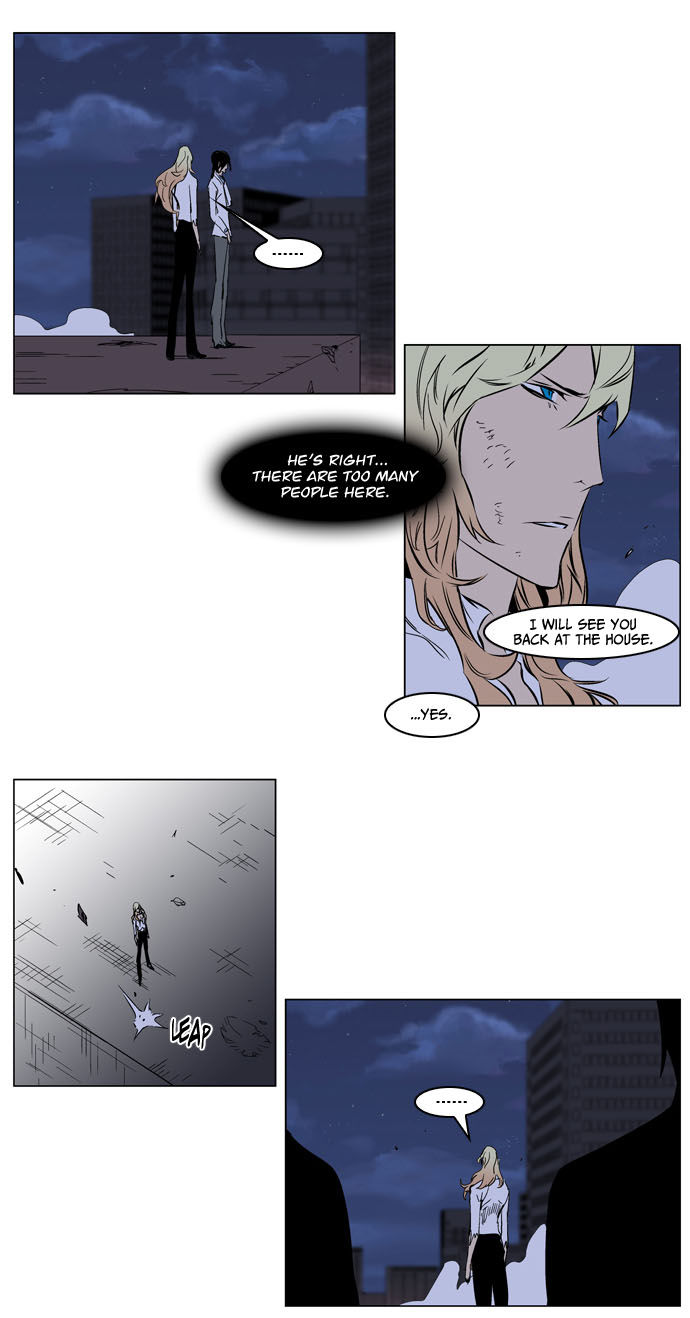 ------
HE'S RIGHT...
THERE ARE TOO MANY
PEOPLE HERE.
I WILL SEE YOU
BACK AT THE HOUSE.
...YES.
LEAP
------